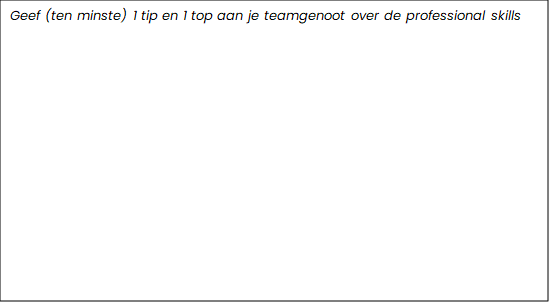 Geef (ten minste) 1 tip en 1 top aan je teamgenoot over de professional skills